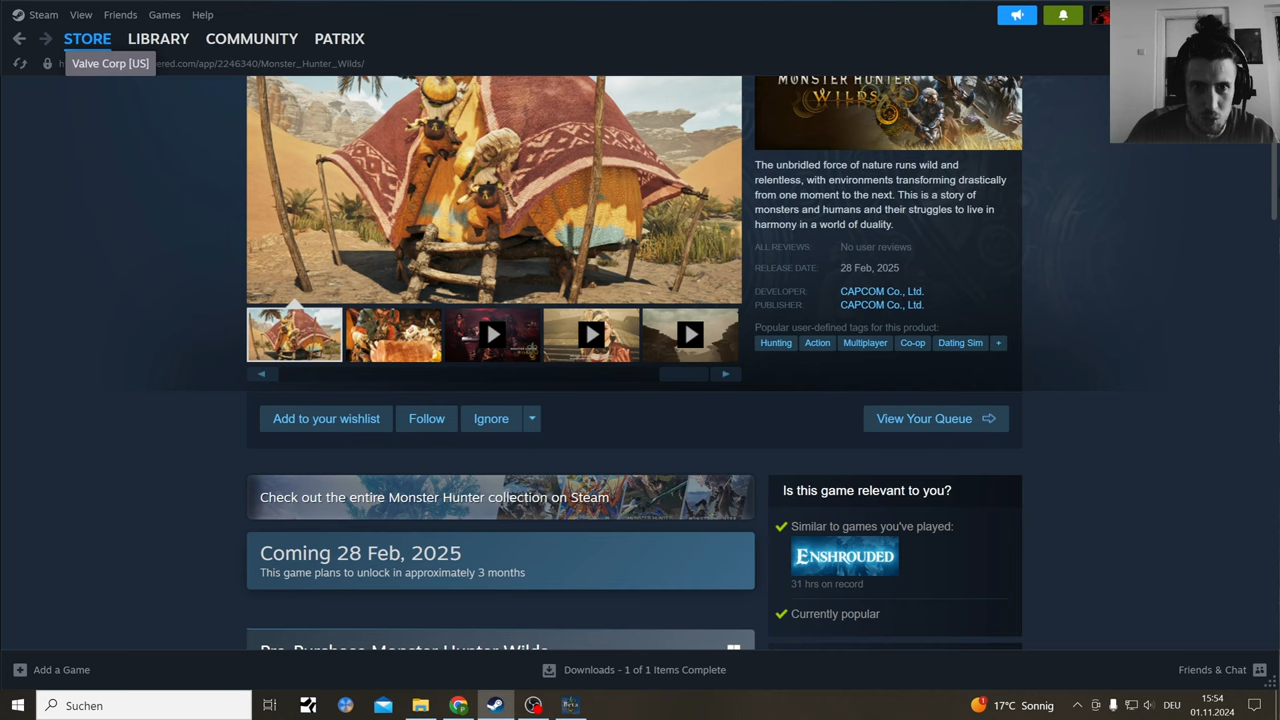 Steam View Friends Games Help
STORE LIBRARY COMMUNITY PATRIX
Valve Corp [US]
ered.com/app/2246340/Monster_Hunter_Wilds/
MONSTER HUNTER
WILDS
The unbridled force of nature runs wild and
relentless, with environments transforming drastically
from one moment to the next. This is a story of
monsters and humans and their struggles to live in
harmony in a world of duality.
ALL REVIEWS: No user reviews
RELEASE DATE: 28 Feb, 2025
DEVELOPER: CAPCOM Co., Ltd.
PUBLISHER: CAPCOM Co., Ltd.
Popular user-defined tags for this product:
Hunting Action Multiplayer Co-op Dating Sim +
Add to your wishlist Follow Ignore View Your Queue
Check out the entire Monster Hunter collection on Steam
Is this game relevant to you?
Similar to games you've played:
ENSHROUDED
31 hrs on record
Currently popular
Coming 28 Feb, 2025
This game plans to unlock in approximately 3 months
Pre-Purchase Monster Hunter Wilds
Add a Game Downloads - 1 of 1 Items Complete Friends & Chat
Suchen Beta 1 17°C Sonnig DEU 15:54
01.11.2024